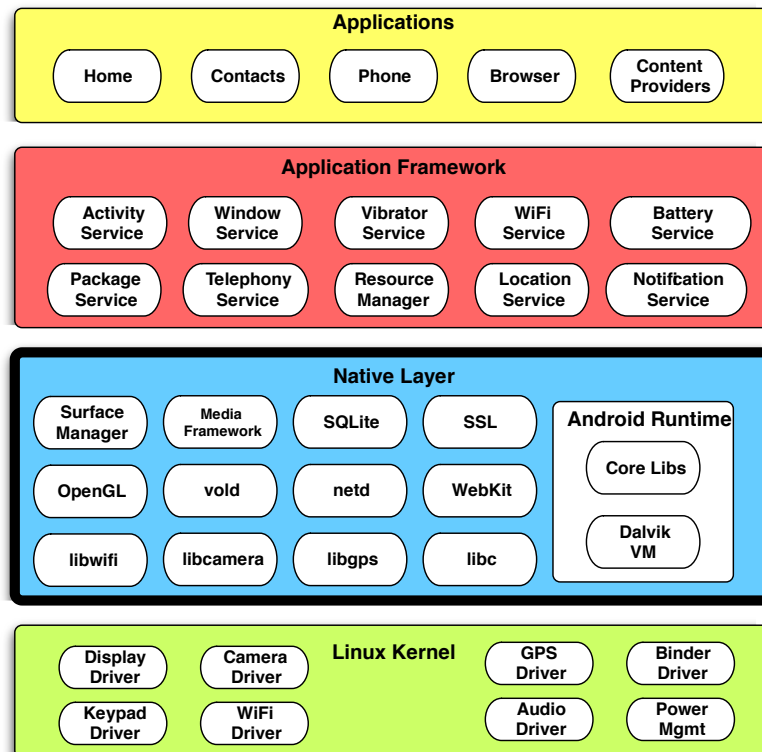 Applications
Home
Contacts
Phone
Browser
Content
Providers
Application Framework
Activity
Service
Window
Service
Vibrator
Service
WiFi
Service
Battery
Service
Package
Service
Telephony
Service
Resource
Manager
Location
Service
Notification
Service
Native Layer
Surface
Manager
Media
Framework
SQLite
SSL
OpenGL
vold
netd
WebKit
libwifi
libcamera
libgps
libc
Android Runtime
Core Libs
Dalvik
VM
Linux Kernel
Display
Driver
Camera
Driver
GPS
Driver
Binder
Driver
Keypad
Driver
WiFi
Driver
Audio
Driver
Power
Mgmt